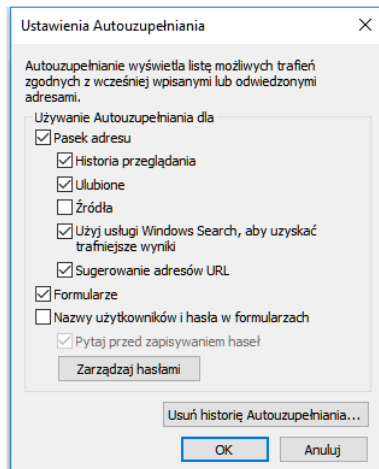 Ustawienia Autouzupełniania
Autouzupełnianie wyświetla listę możliwych trafień
zgodnych z wcześniej wpisanymi lub odwiedzonymi
adresami.
Używanie Autouzupełniania dla
Pasek adresu
Historia przeglądania
Ulubione
Źródła
Użyj usługi Windows Search, aby uzyskać
trafniejsze wyniki
Sugerowanie adresów URL
Formularze
Nazwy użytkowników i hasła w formularzach
Pytaj przed zapisywaniem haseł
Zarządzaj hasłami
Usuń historię Autouzupełniania...
OK Anuluj